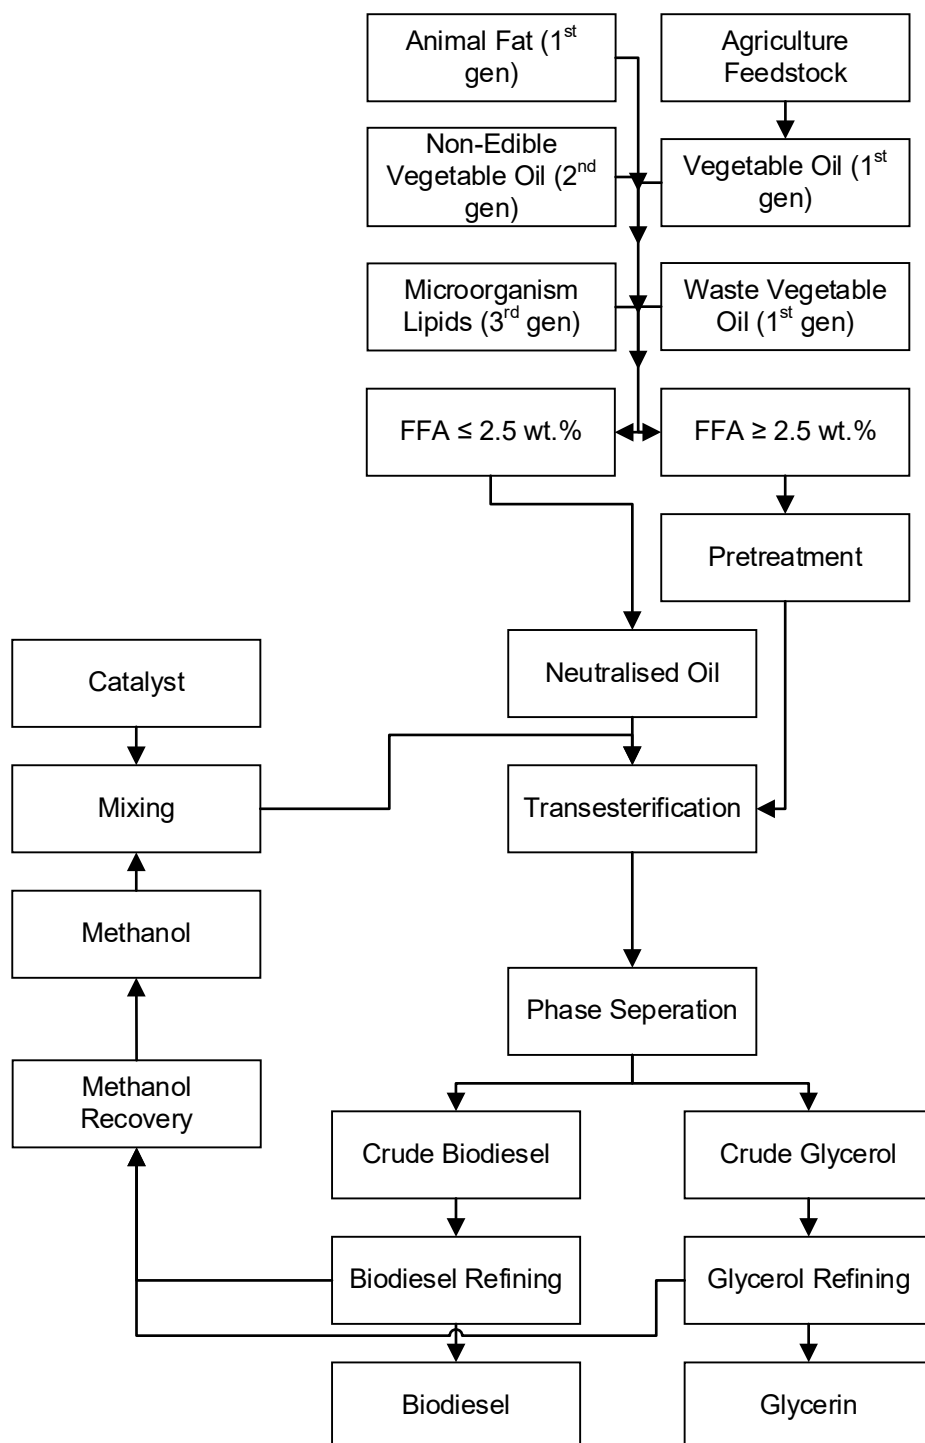 Animal Fat (1st
gen)
Agriculture
Feedstock
Non-Edible
Vegetable Oil (2nd
gen)
Vegetable Oil (1st
gen)
Microorganism
Lipids (3rd gen)
Waste Vegetable
Oil (1st gen)
FFA ≤ 2.5 wt.%
FFA ≥ 2.5 wt.%
Pretreatment
Neutralised Oil
Catalyst
Mixing
Transesterification
Methanol
Phase Seperation
Methanol
Recovery
Crude Biodiesel
Crude Glycerol
Biodiesel Refining
Glycerol Refining
Biodiesel
Glycerin